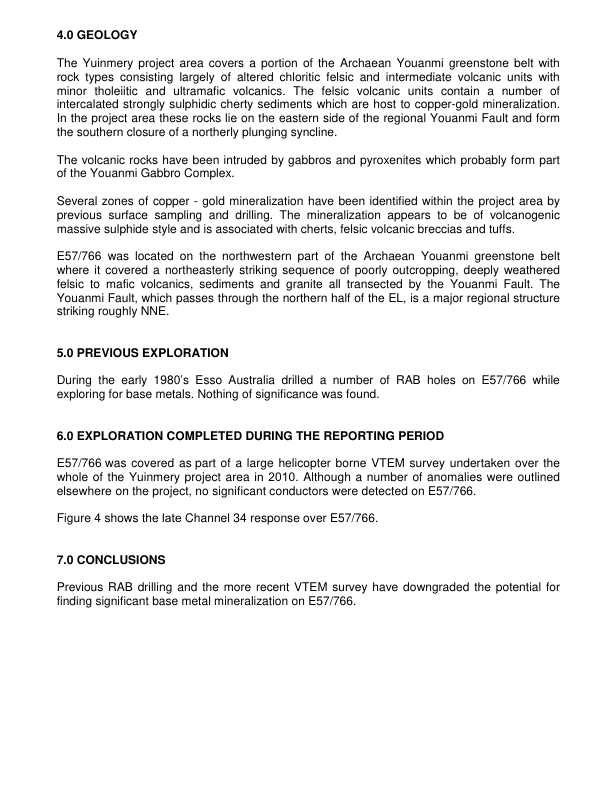 4.0 GEOLOGY
The Yuinmery project area covers a portion of the Archaean Youanmi greenstone belt with
rock types consisting largely of altered chloritic felsic and intermediate volcanic units with
minor tholeiitic and ultramafic volcanics. The felsic volcanic units contain a number of
intercalated strongly sulphidic cherty sediments which are host to copper-gold mineralization.
In the project area these rocks lie on the eastern side of the regional Youanmi Fault and form
the southern closure of a northerly plunging syncline.
The volcanic rocks have been intruded by gabbros and pyroxenites which probably form part
of the Youanmi Gabbro Complex.
Several zones of copper - gold mineralization have been identified within the project area by
previous surface sampling and drilling. The mineralization appears to be of volcanogenic
massive sulphide style and is associated with cherts, felsic volcanic breccias and tuffs.
E57/766 was located on the northwestern part of the Archaean Youanmi greenstone belt
where it covered a northeasterly striking sequence of poorly outcropping, deeply weathered
felsic to mafic volcanics, sediments and granite all transected by the Youanmi Fault. The
Youanmi Fault, which passes through the northern half of the EL, is a major regional structure
striking roughly NNE.
5.0 PREVIOUS EXPLORATION
During the early 1980's Esso Australia drilled a number of RAB holes on E57/766 while
exploring for base metals. Nothing of significance was found.
6.0 EXPLORATION COMPLETED DURING THE REPORTING PERIOD
E57/766 was covered as part of a large helicopter borne VTEM survey undertaken over the
whole of the Yuinmery project area in 2010. Although a number of anomalies were outlined
elsewhere on the project, no significant conductors were detected on E57/766.
Figure 4 shows the late Channel 34 response over E57/766.
7.0 CONCLUSIONS
Previous RAB drilling and the more recent VTEM survey have downgraded the potential for
finding significant base metal mineralization on E57/766.